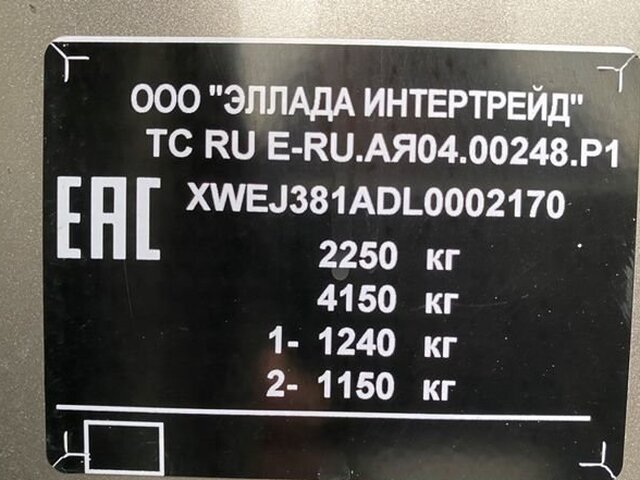 ООО "ЭЛЛАДА ИНТЕРТРЕЙД"
ТС RU E-RU.АЯ04.00248.Р1
EAC
XWEJ381ADL0002170
2250 кг
4150 кг
1- 1240 кг
2- 1150 кг